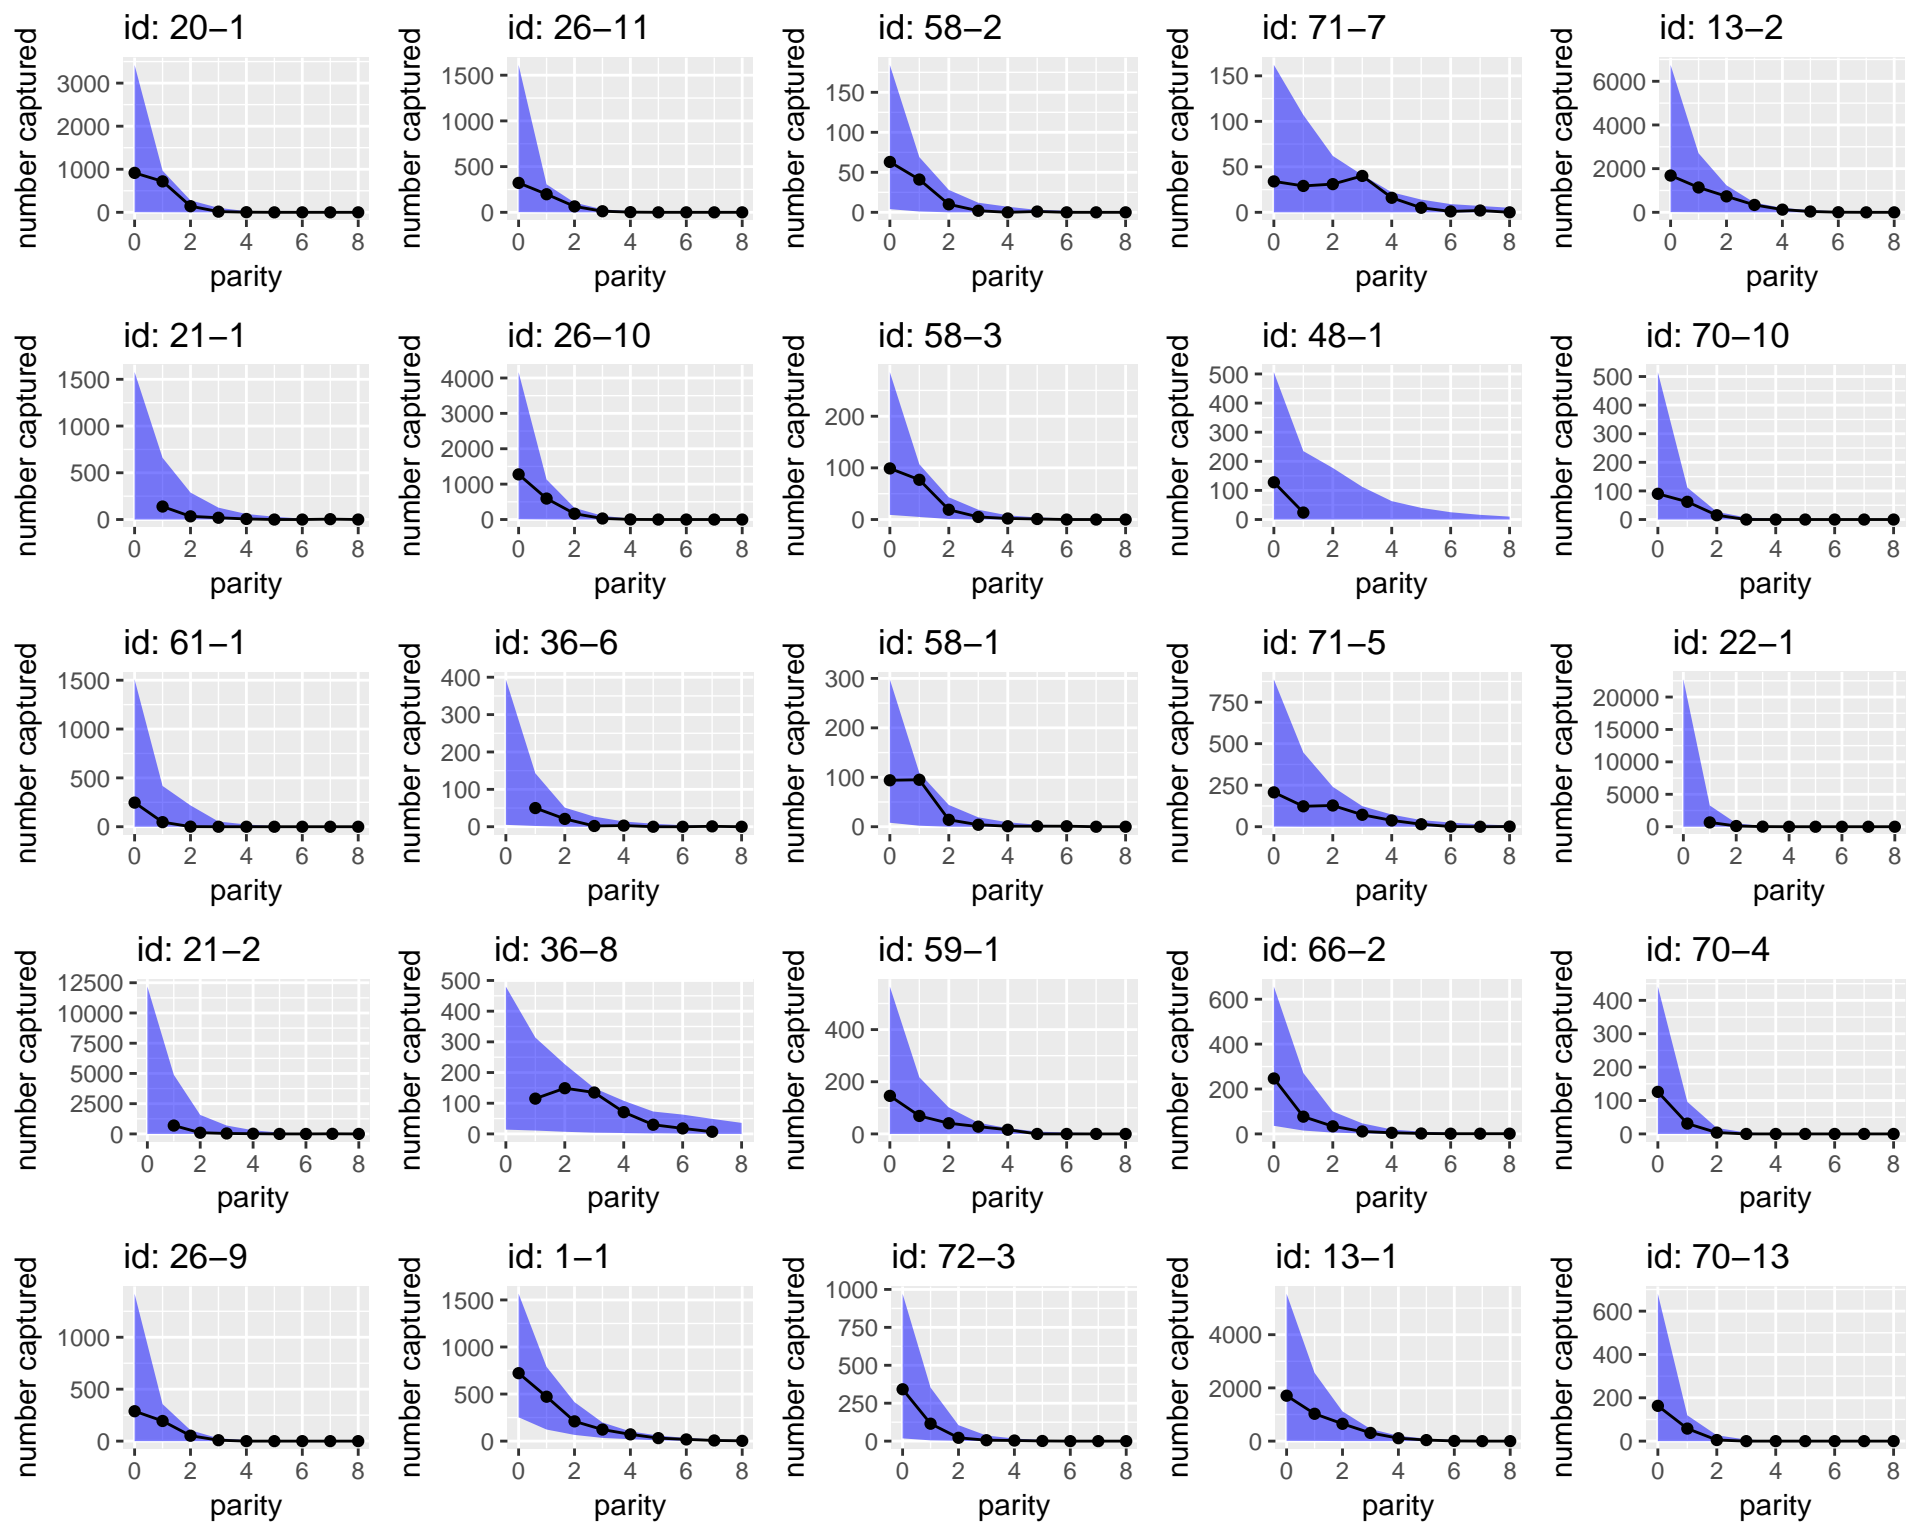 id: 20−1 id: 26−11 id: 58−2 id: 71−7 id: 13−2
number captured number captured number captured number captured number captured
3000 1500 150 150 6000
2000 1000 100 100 4000
1000 500 50 50 2000
0 0 0 0 0
0 2 4 6 8 0 2 4 6 8 0 2 4 6 8 0 2 4 6 8 0 2 4 6 8
parity parity parity parity parity
id: 21−1 id: 26−10 id: 58−3 id: 48−1 id: 70−10
number captured number captured number captured number captured number captured
1500 4000 200 500 500
1000 3000 100 400 400
500 2000 0 300 300
0 1000 200 200
0 100 100
0 0
0 2 4 6 8 0 2 4 6 8 0 2 4 6 8 0 2 4 6 8 0 2 4 6 8
parity parity parity parity parity
id: 61−1 id: 36−6 id: 58−1 id: 71−5 id: 22−1
number captured number captured number captured number captured number captured
1500 400 300 750 20000
1000 300 200 500 15000
500 200 100 250 10000
0 100 0 0 5000
0 0
0 2 4 6 8 0 2 4 6 8 0 2 4 6 8 0 2 4 6 8 0 2 4 6 8
parity parity parity parity parity
id: 21−2 id: 36−8 id: 59−1 id: 66−2 id: 70−4
number captured number captured number captured number captured number captured
12500 500 400 600 400
10000 400 200 400 300
7500 300 0 200 200
5000 200 0 100
2500 100 0
0 0
0 2 4 6 8 0 2 4 6 8 0 2 4 6 8 0 2 4 6 8 0 2 4 6 8
parity parity parity parity parity
id: 26−9 id: 1−1 id: 72−3 id: 13−1 id: 70−13
number captured number captured number captured number captured number captured
1000 1500 1000 4000 600
500 1000 750 2000 400
0 500 500 0 200
0 250 0
0
0 2 4 6 8 0 2 4 6 8 0 2 4 6 8 0 2 4 6 8 0 2 4 6 8
parity parity parity parity parity